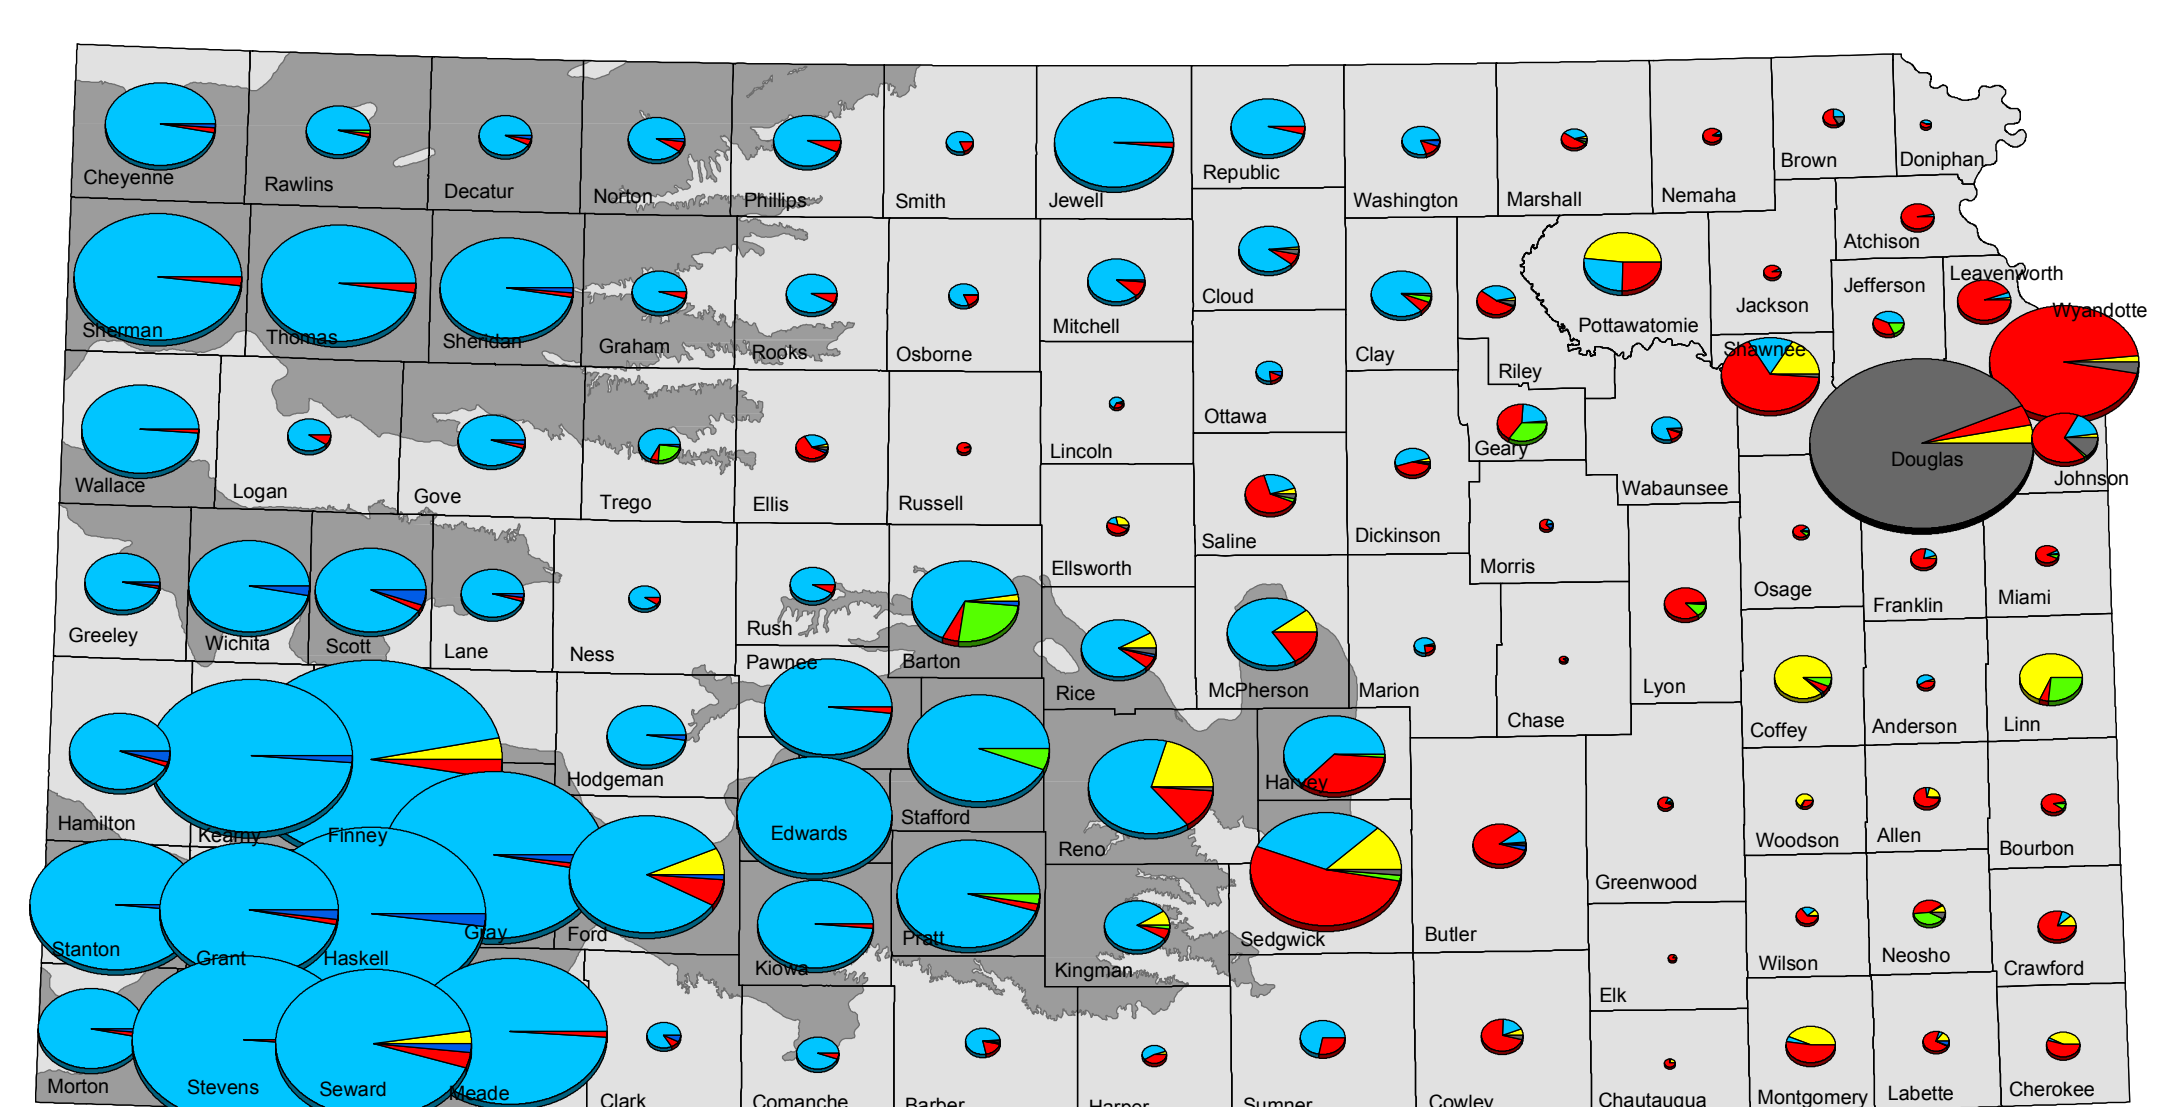 Cheyenne
Rawlins
Decatur
Norton
Phillips
Smith
Jewell
Republic
Washington
Marshall
Nemaha
Brown
Doniphan
Atchison
Sherman
Thomas
Sheridan
Graham
Rooks
Osborne
Mitchell
Cloud
Clay
Riley
Pottawatomie
Jackson
Jefferson
Leavenworth
Wyandotte
Shawnee
Wallace
Logan
Gove
Trego
Ellis
Russell
Lincoln
Ottawa
Geary
Wabaunsee
Douglas
Johnson
Ellsworth
Saline
Dickinson
Morris
Osage
Franklin
Miami
Greeley
Wichita
Scott
Lane
Ness
Rush
Pawnee
Barton
Rice
McPherson
Marion
Chase
Lyon
Coffey
Anderson
Linn
Hamilton
Kearny
Finney
Hodgeman
Edwards
Stafford
Reno
Harvey
Greenwood
Woodson
Allen
Bourbon
Stanton
Grant
Haskell
Gray
Ford
Kiowa
Pratt
Kingman
Sedgwick
Butler
Elk
Wilson
Neosho
Crawford
Morton
Stevens
Seward
Meade
Clark
Comanche
Barber
Harper
Sumner
Cowley
Chautauqua
Montgomery
Labette
Cherokee